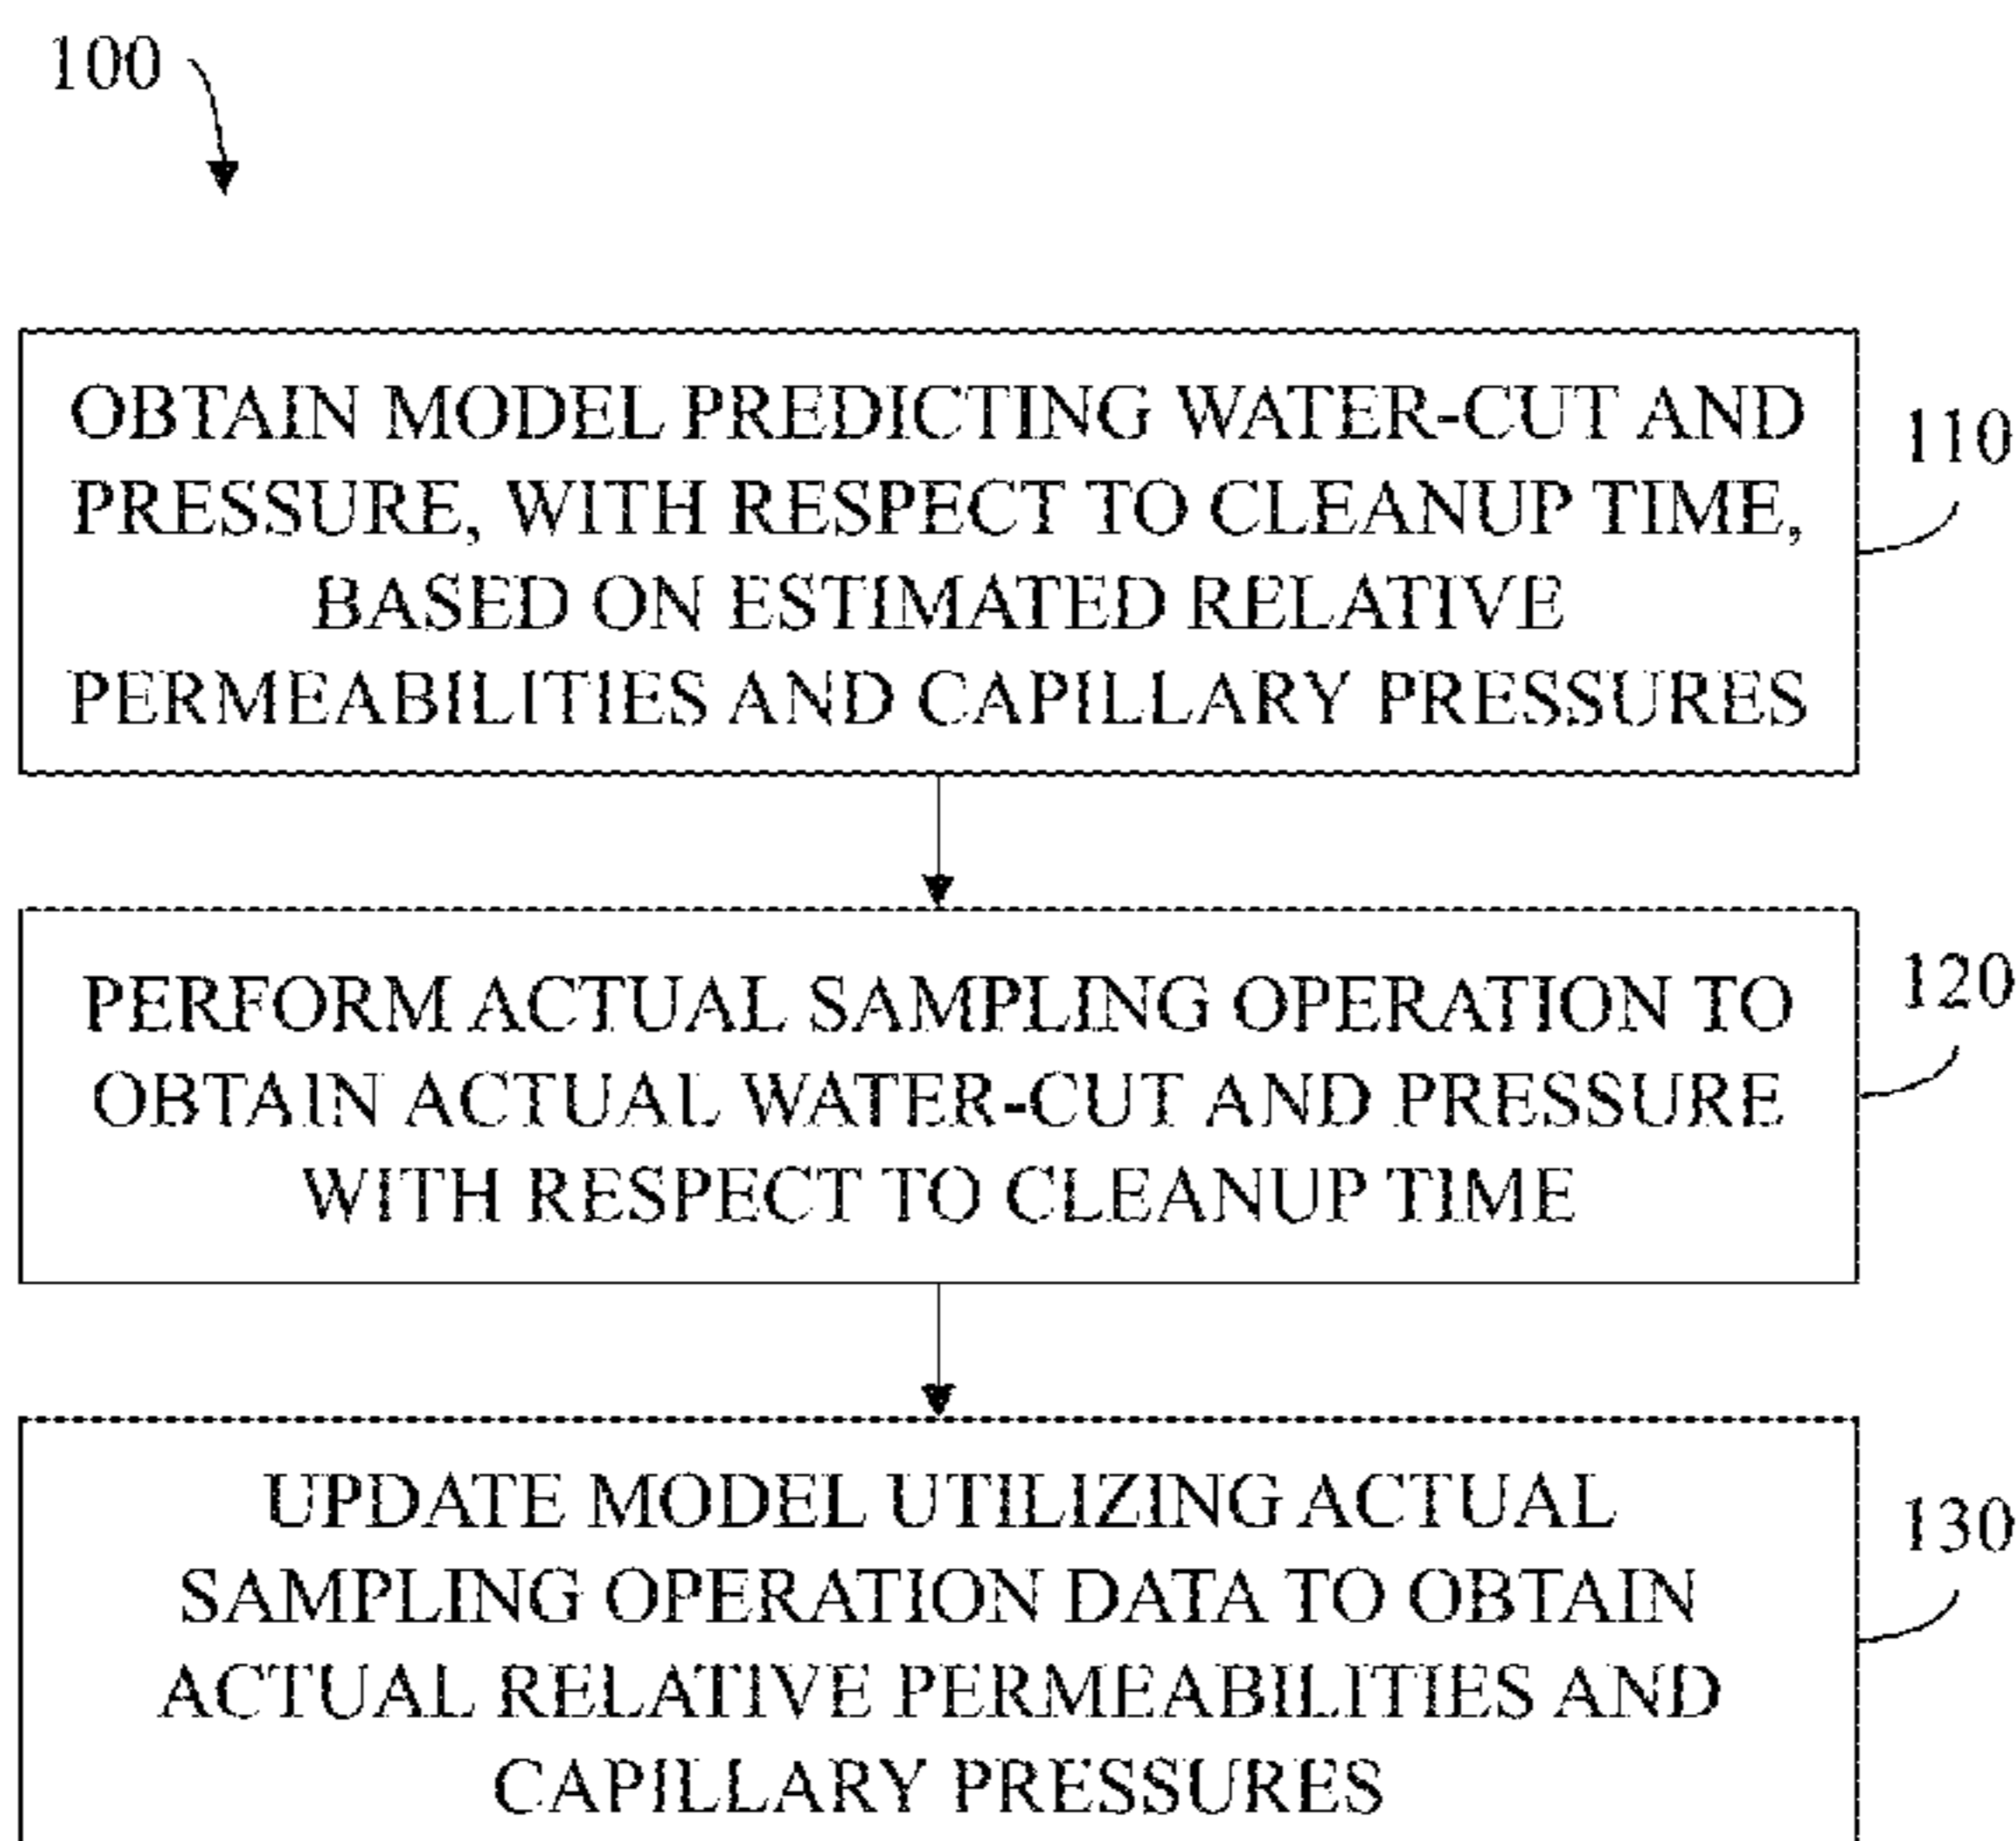 100
OBTAIN MODEL PREDICTING WATER-CUT AND
PRESSURE, WITH RESPECT TO CLEANUP TIME,
BASED ON ESTIMATED RELATIVE
PERMEABILITIES AND CAPILLARY PRESSURES
110
PERFORM ACTUAL SAMPLING OPERATION TO
OBTAIN ACTUAL WATER-CUT AND PRESSURE
WITH RESPECT TO CLEANUP TIME
120
UPDATE MODEL UTILIZING ACTUAL
SAMPLING OPERATION DATA TO OBTAIN
ACTUAL RELATIVE PERMEABILITIES AND
CAPILLARY PRESSURES
130